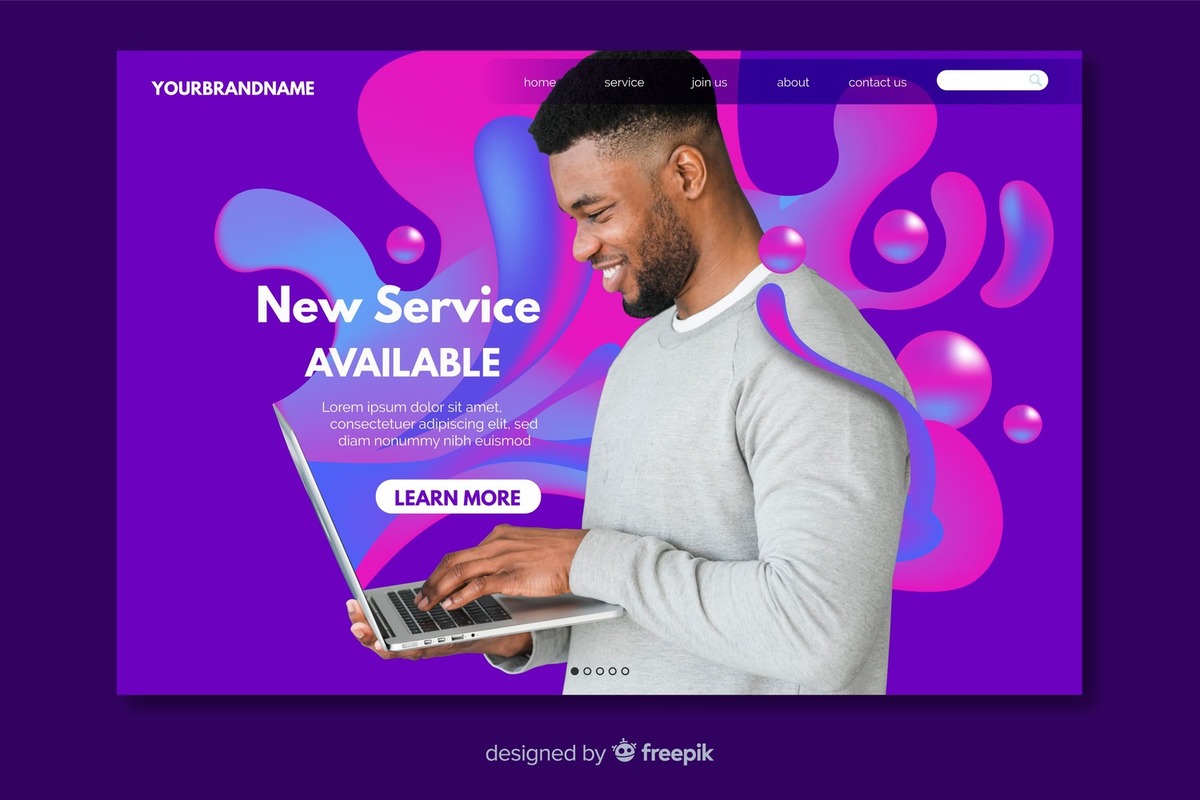 YOURBRANDNAME
home service join us about contact us
New Service
AVAILABLE
Lorem ipsum dolor sit amet,
consectetuer adipiscing elit, sed
diam nonummy nibh euismod
LEARN MORE
designed by freepik